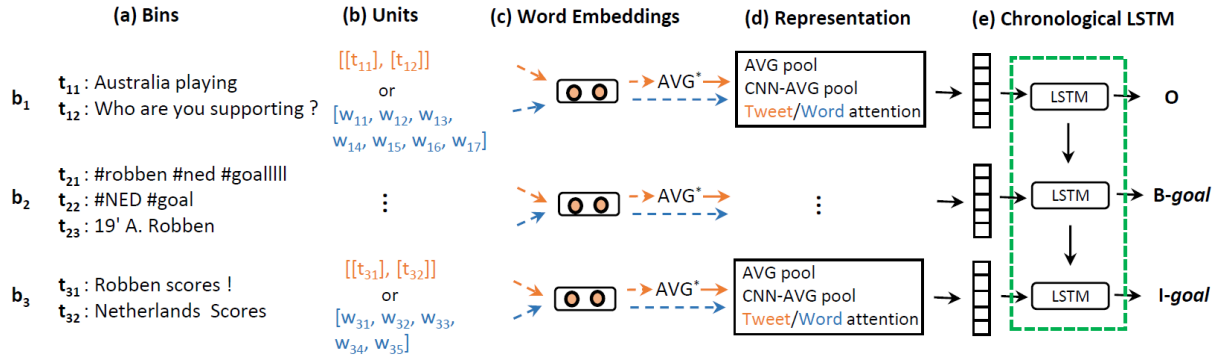 (a) Bins (b) Units (c) Word Embeddings (d) Representation (e) Chronological LSTM
b1
t11 : Australia playing
t12 : Who are you supporting ?
[[t11], [t12]]
or
[w11, w12, w13,
w14, w15, w16, w17]
AVG*
AVG pool
CNN-AVG pool
Tweet/Word attention
LSTM
O
b2
t21 : #robben #ned #goalllll
t22 : #NED #goal
t23 : 19' A. Robben
⋮
AVG*
⋮
LSTM
B-goal
b3
t31 : Robben scores !
t32 : Netherlands Scores
[[t31], [t32]]
or
[w31, w32, w33,
w34, w35]
AVG*
AVG pool
CNN-AVG pool
Tweet/Word attention
LSTM
I-goal